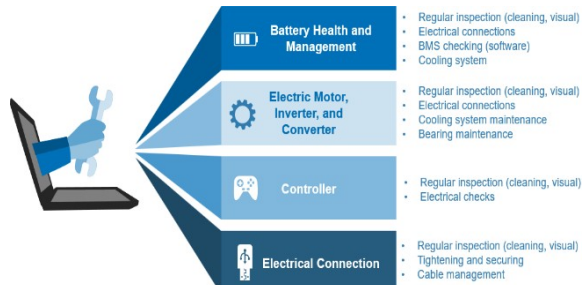 Battery Health and
Management
• Regular inspection (cleaning, visual)
• Electrical connections
• BMS checking (software)
• Cooling system
Electric Motor,
Inverter, and
Converter
• Regular inspection (cleaning, visual)
• Electrical connections
• Cooling system maintenance
• Bearing maintenance
Controller
• Regular inspection (cleaning, visual)
• Electrical checks
Electrical Connection
• Regular inspection (cleaning, visual)
• Tightening and securing
• Cable management